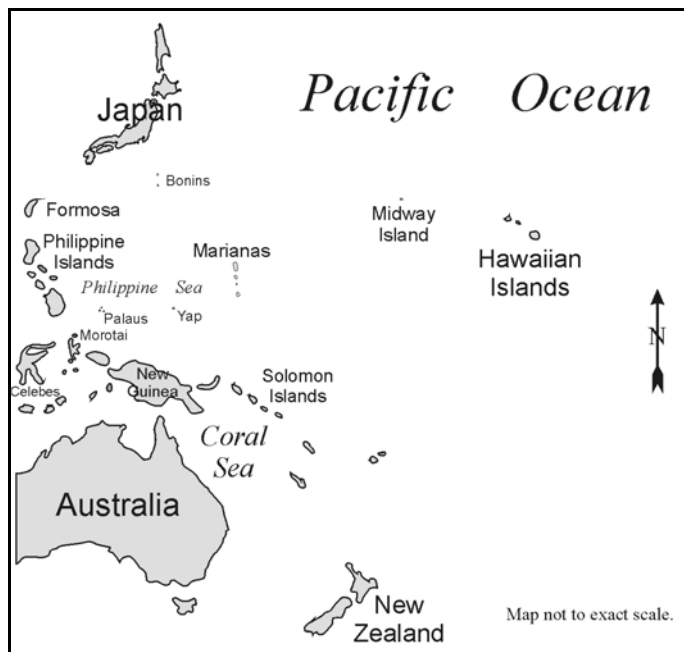 Pacific Ocean
Japan
Bonins
Formosa
Midway
Island
Philippine
Islands
Marianas
Hawaiian
Islands
Philippine Sea
Palaus
Yap
Morotai
N
Celebes
New
Guinea
Solomon
Islands
Coral
Sea
Australia
New
Zealand
Map not to exact scale.